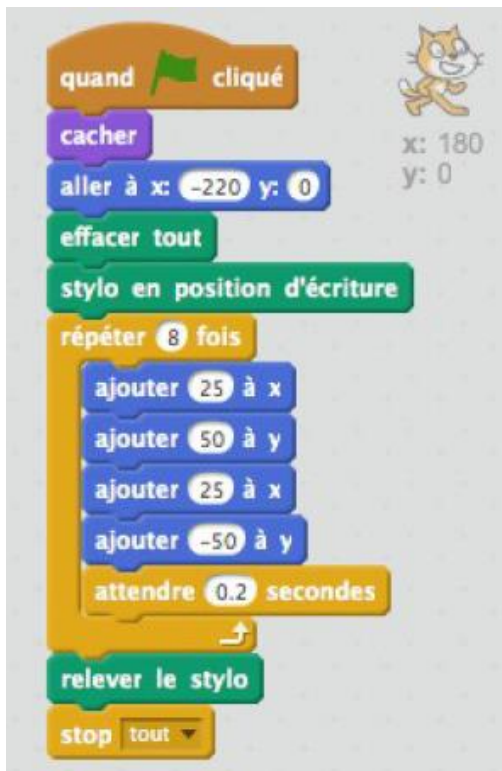 quand cliqué
cacher
x: 180
aller à x: -220 y: 0
y: 0
effacer tout
stylo en position d'écriture
répéter 8 fois
ajouter 25 à x
ajouter 50 à y
ajouter 25 à x
ajouter -50 à y
attendre 0.2 secondes
relever le stylo
stop tout